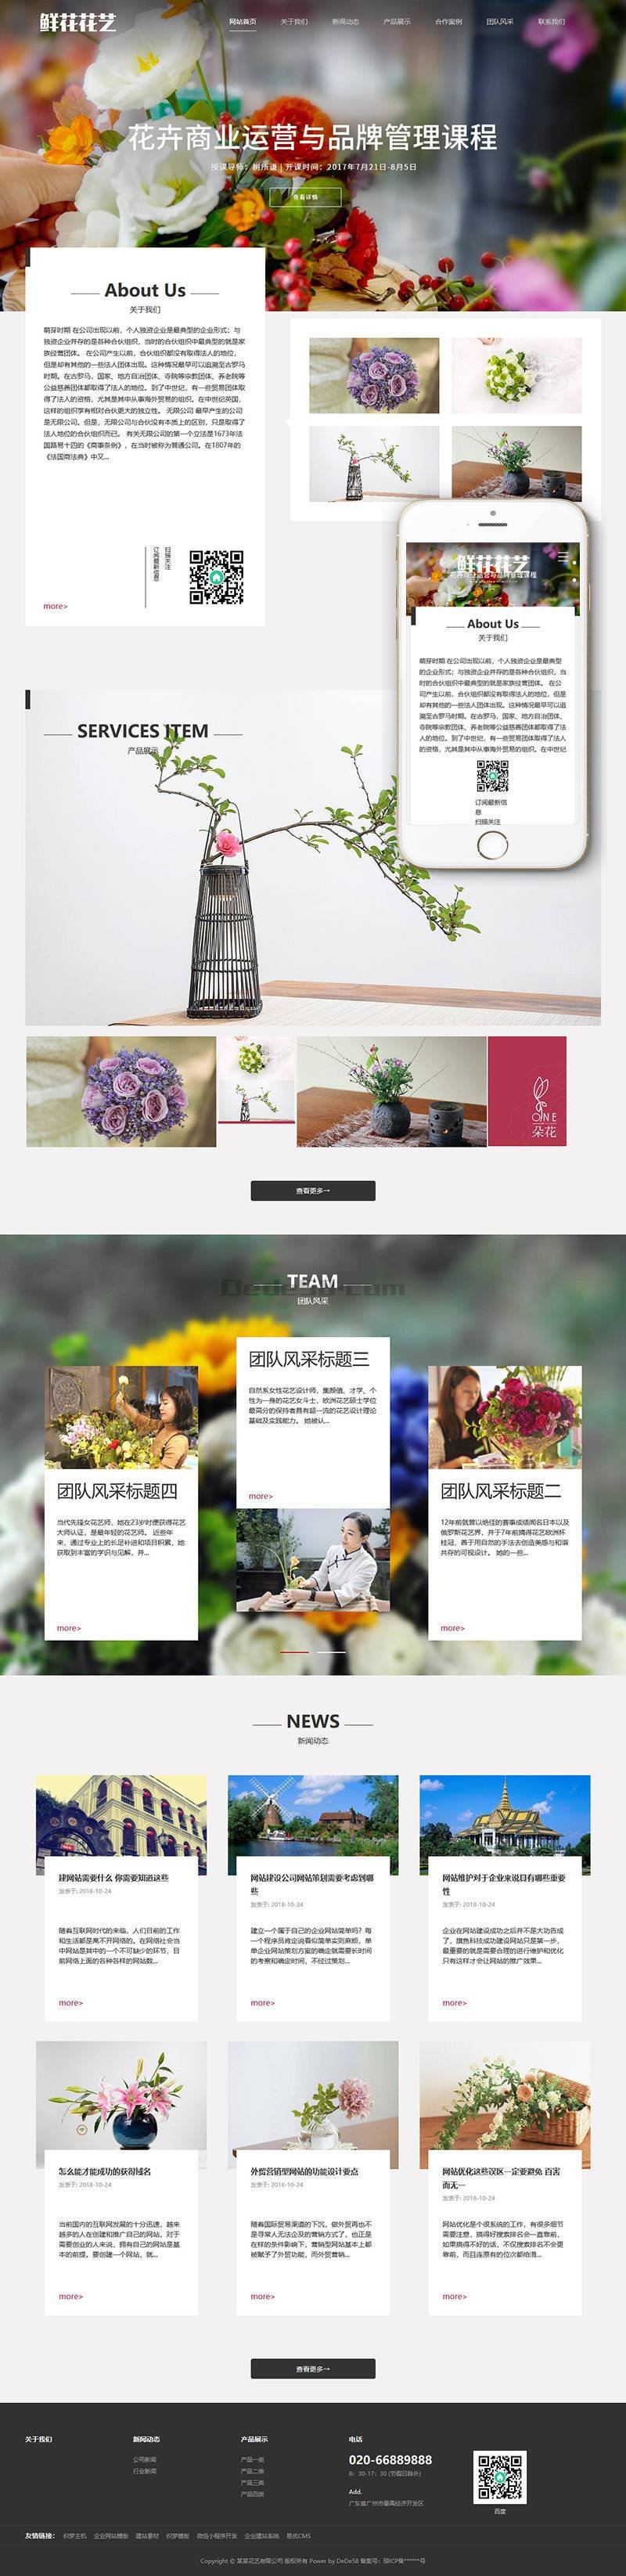 鲜花花艺
网站首页 关于我们 新闻动态 产品展示 合作案例 团队风采 联系我们
花卉商业运营与品牌管理课程
开课时间：2017年7月21日-8月5日
查看详情
About Us
关于我们
萌芽时期 在公司出现以前，个人独资企业是最典型的企业形式；与
独资企业并存的是各种合伙组织，当时的合伙组织中最典型的就是家
族经营团体。 在公司产生以前，合伙组织都没有取得法人的地位，
但是却有其他的一些法人团体出现。这种情况最早可以追溯至古罗马
时期。在古罗马，国家、地方自治团体、寺院等宗教团体、养老院等
公益慈善团体都取得了法人的地位。到了中世纪，有一些贸易团体取
得了法人的资格，尤其是其中从事海外贸易的组织。在中世纪英国，
这样的组织享有相对合伙更大的独立性。 无限公司 最早产生的公司
是无限公司。但是，无限公司与合伙没有本质上的区别，只是取得了
法人地位的合伙组织而已。 有关无限公司的第一个立法是1673年法
国路易十四的《商事条例》，在当时被称为普通公司。在1807年的
《法国商法典》中又...
扫描关注
订阅最新信息
more>
鲜花花艺
花卉商业运营与品牌管理课程
About Us
关于我们
萌芽时期 在公司出现以前，个人独资企业是最典型
的企业形式；与独资企业并存的是各种合伙组织，当
时的合伙组织中最典型的就是家族经营团体。 在公
司产生以前，合伙组织都没有取得法人的地位，但是
却有其他的一些法人团体出现。这种情况最早可以追
溯至古罗马时期。在古罗马，国家、地方自治团体、
寺院等宗教团体、养老院等公益慈善团体都取得了法
人的地位。到了中世纪，有一些贸易团体取得了法人
的资格，尤其是其中从事海外贸易的组织。在中世纪
订阅最新信
息
扫描关注
SERVICES ITEM
产品展示
ONE
朵花
查看更多→
TEAM
团队风采
团队风采标题三
自然系女性花艺设计师，集颜值、才学、个
性为一身的花艺女斗士，欧洲花艺硕士学位
最高分的保持者具有超一流的花艺设计理论
基础及实践能力。 她被认...
more>
团队风采标题四
当代先锋女花艺师，她在23岁时便获得花艺
大师认证，是最年轻的花艺师。 近些年
来，通过专业上的长足补进和项目积累，她
获取到丰富的学识与见解，并...
more>
团队风采标题二
12年前就曾以绝佳的赛事成绩闻名日本以及
俄罗斯花艺界，并于7年前摘得花艺欧洲杯
桂冠，善于用自然的手法去创造美感与和谐
共存的可视设计。 她的一些...
more>
NEWS
新闻动态
建网站需要什么 你需要知道这些
发表于: 2018-10-24
随着互联网时代的来临，人们目前的工作
和生活都是离不开网络的。在网络社会当
中网站是其中的一个不可缺少的环节，目
前网络上面的各种各样的网站数...
more>
网站建设公司网站策划需要考虑到哪
些
发表于: 2018-10-24
建立一个属于自己的企业网站简单吗？每
一个程序员肯定说看似简单实则麻烦，单
单企业网站策划方案的确定就需要长时间
的考察和确定时间，不经过策划...
more>
网站维护对于企业来说具有哪些重要
性
发表于: 2018-10-24
企业在网站建设成功之后并不是大功告成
了，旗鱼科技成功建设网站只是第一步，
最重要的就是需要合理的进行维护和优化
只有这样才会让网站的推广效果...
more>
怎么能才能成功的获得域名
发表于: 2018-10-24
当前国内的互联网发展的十分迅速，越来
越多的人在创建和推广自己的网站，对于
需要创业的人来说，拥有自己的网站是基
本的前提。要创建一个网站，就...
more>
外贸营销型网站的功能设计要点
发表于: 2018-10-24
随着国际贸易渠道的下沉，做外贸再也不
是寻常人无法企及的营销方式了，也正是
在样的条件影响下，营销型网站基本上都
被赋予了外贸功能，而外贸营销...
more>
网站优化这些误区一定要避免 百害
而无一
发表于: 2018-10-24
网站优化是个很系统的工作，有很多细节
需要注意，搞得好搜索排名会一直靠前，
如果搞得不好的话，不仅搜索排名不会更
靠前，而且连原有的位次都给滑...
more>
查看更多→
关于我们
新闻动态
公司新闻
行业新闻
产品展示
产品一类
产品二类
产品三类
产品四类
电话
020-66889888
8：30-17：30 (节假日除外)
Add.
广东省广州市番禺经济开发区
百度
友情链接： 织梦主机 企业网站模板 建站素材 织梦模板 微信小程序开发 企业建站系统 易优CMS
Copyright © 某某花艺有限公司 版权所有 Power by DeDe58 备案号：琼ICP备******号